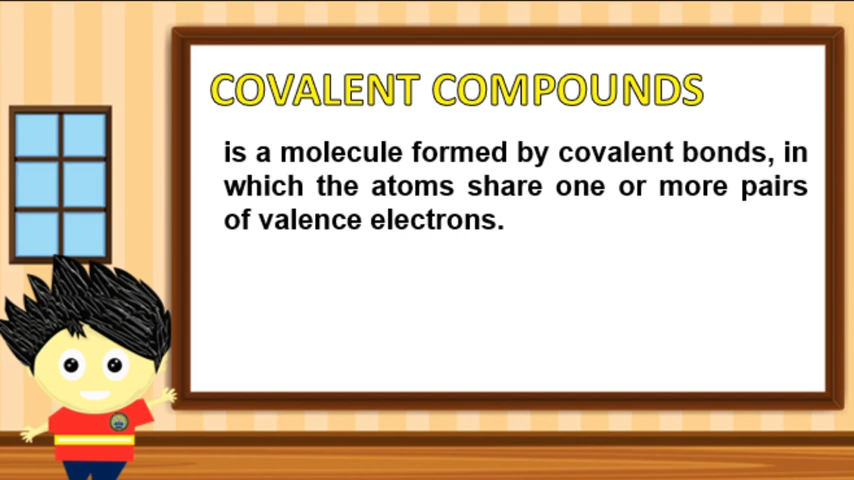 COVALENT COMPOUNDS
is a molecule formed by covalent bonds, in
which the atoms share one or more pairs
of valence electrons.